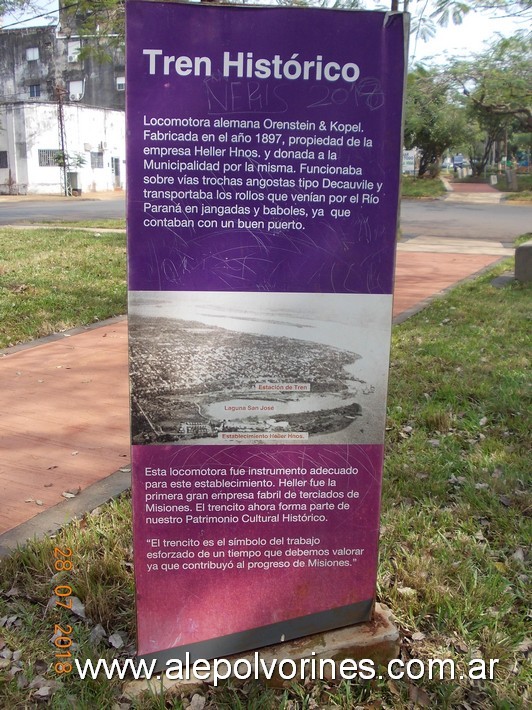 Tren Histórico
NERIS 2018
Locomotora alemana Orenstein & Kopel.
Fabricada en el año 1897, propiedad de la
empresa Heller Hnos. y donada a la
Municipalidad por la misma. Funcionaba
sobre vías trochas angostas tipo Decauvile y
transportaba los rollos que venían por el Río
Paraná en jangadas y baboles, ya que
contaban con un buen puerto.
Estación de Tren
Laguna San José
Establecimiento Heller Hnos.
Esta locomotora fue instrumento adecuado
para este establecimiento. Heller fue la
primera gran empresa fabril de terciados de
Misiones. El trencito ahora forma parte de
nuestro Patrimonio Cultural Histórico.
“El trencito es el símbolo del trabajo
esforzado de un tiempo que debemos valorar
ya que contribuyó al progreso de Misiones.”
28 07 2018
www.alepolvorines.com.ar